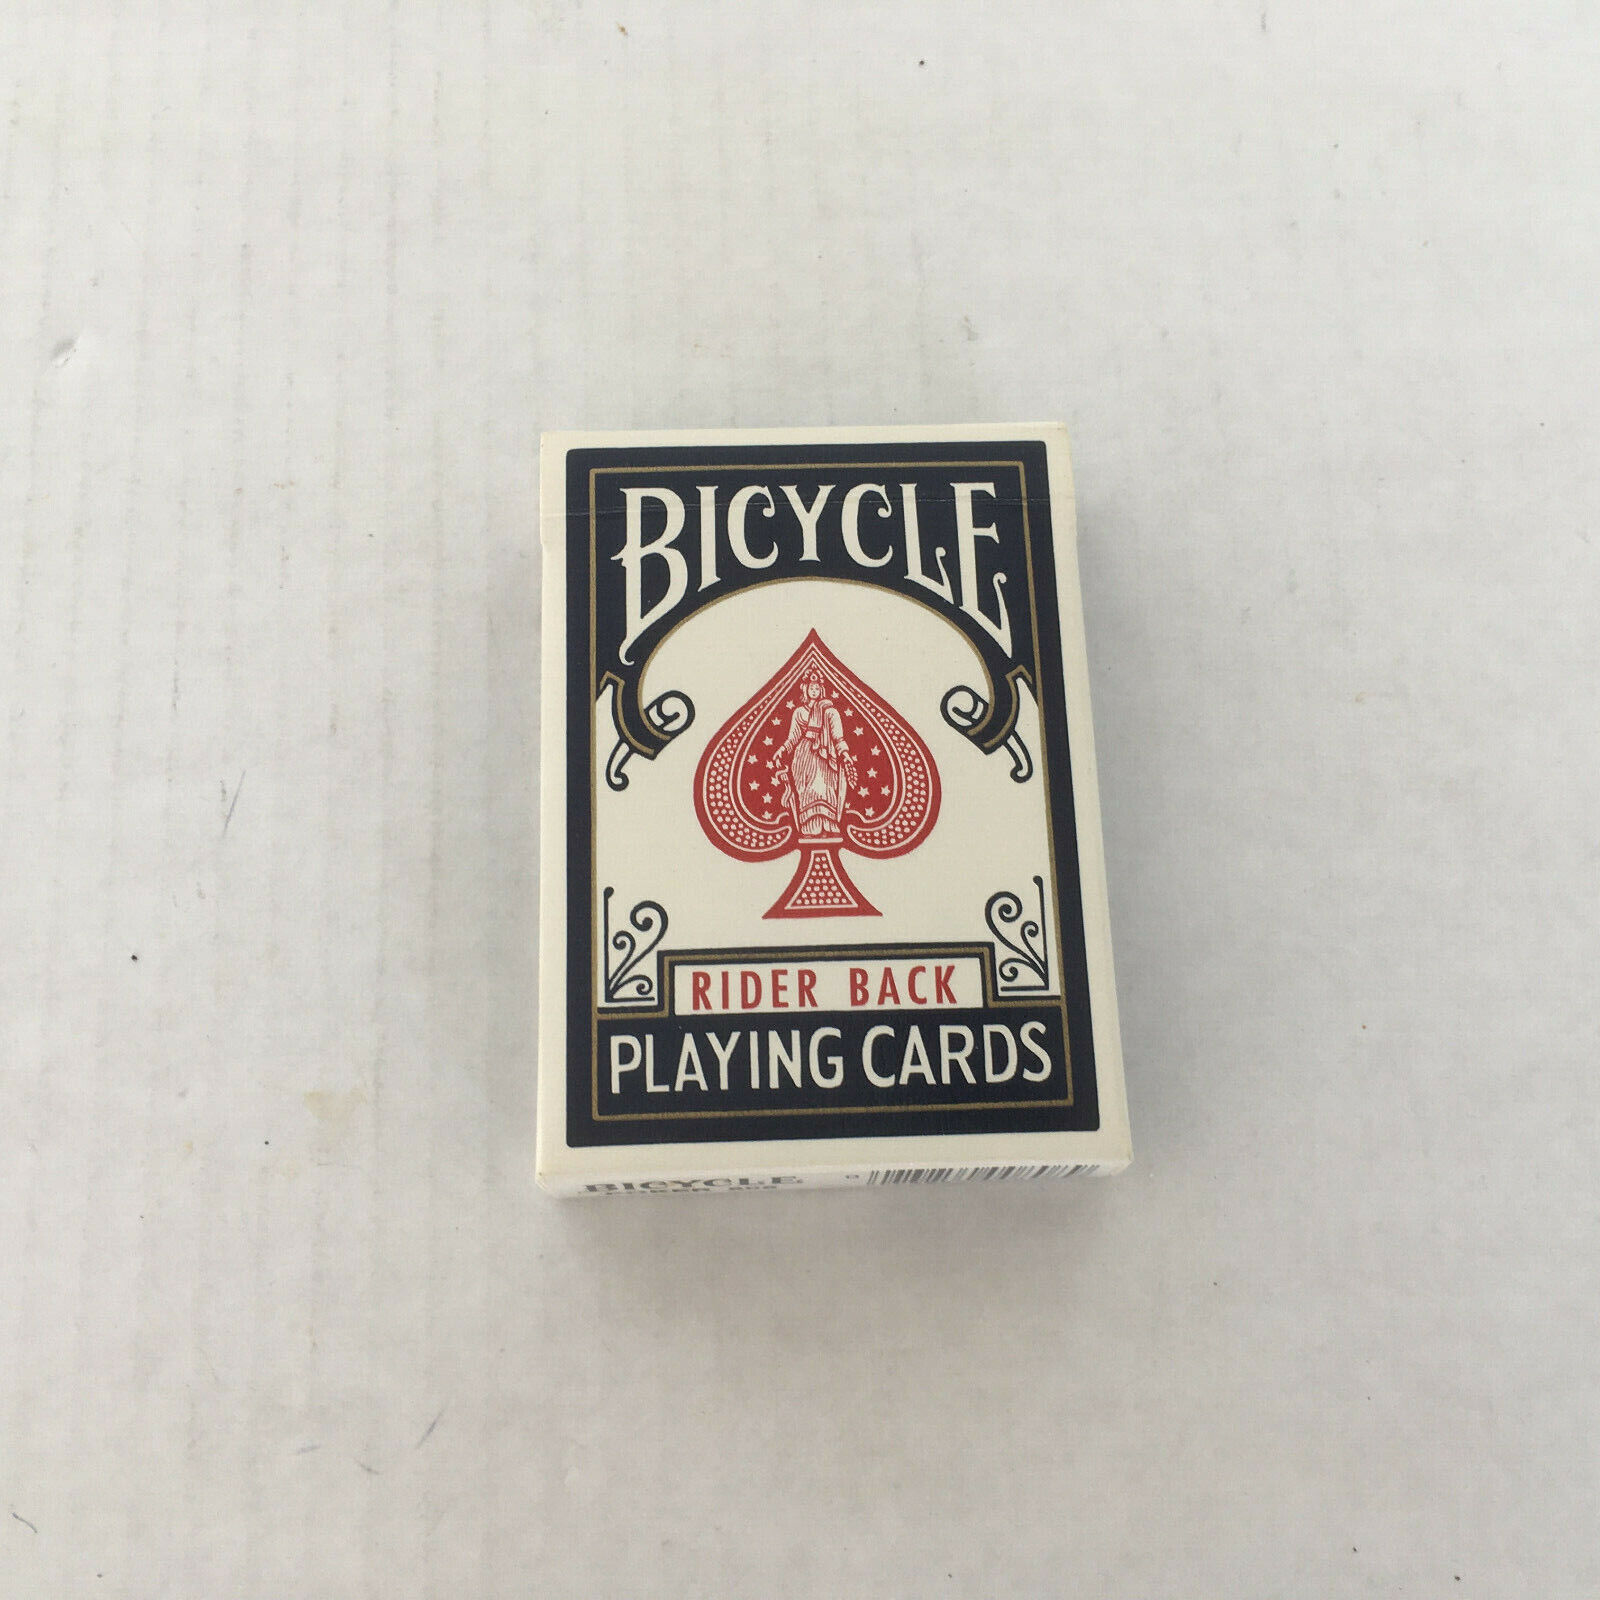 BICYCLE
RIDER BACK
PLAYING CARDS
BICYCLE